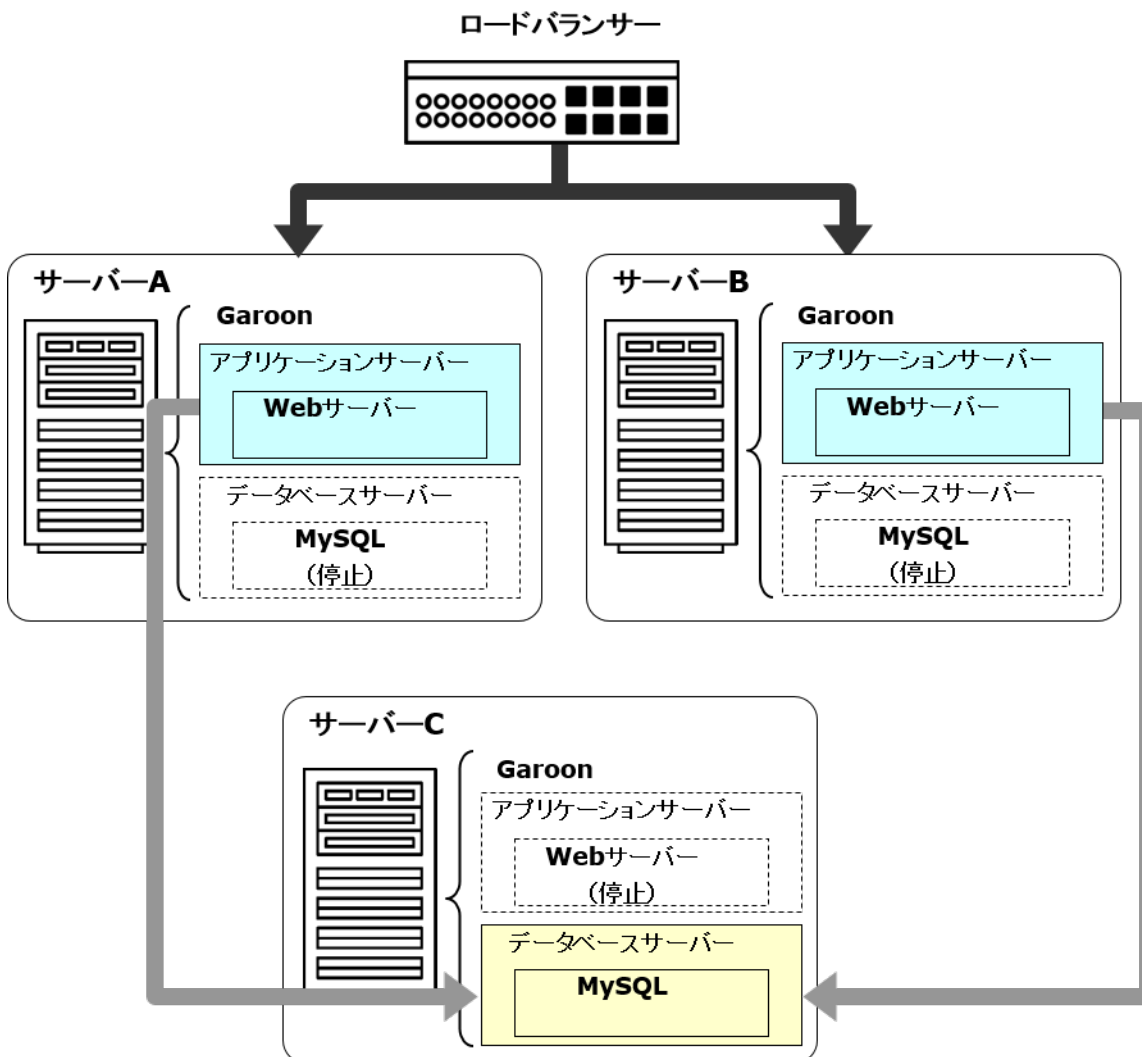 ロードバランサー
サーバーA
Garoon
アプリケーションサーバー
Webサーバー
データベースサーバー
MySQL
(停止)
サーバーB
Garoon
アプリケーションサーバー
Webサーバー
データベースサーバー
MySQL
(停止)
サーバーC
Garoon
アプリケーションサーバー
Webサーバー
(停止)
データベースサーバー
MySQL